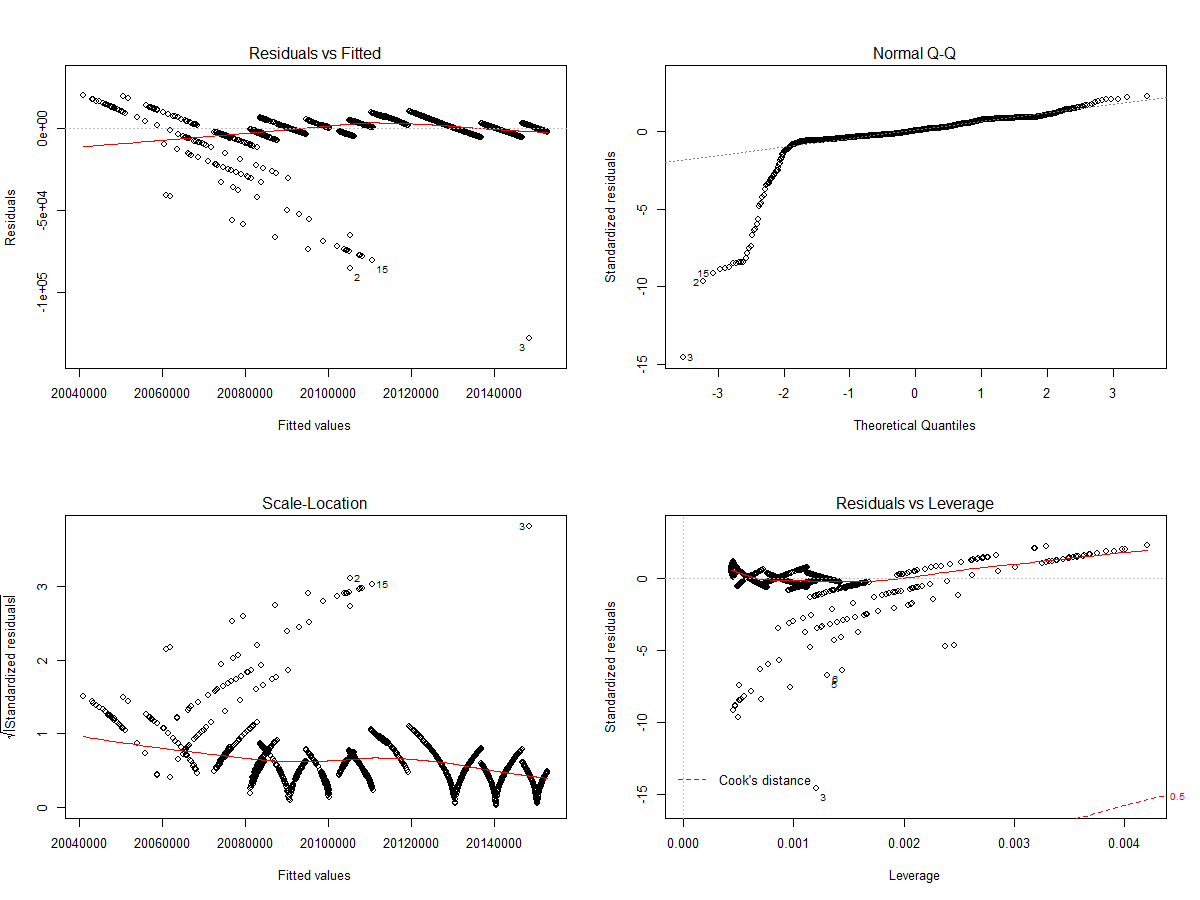 Residuals vs Fitted
0e+00
-5e+04
-1e+05
Residuals
2
15
3
20040000 20060000 20080000 20100000 20120000 20140000
Fitted values
Normal Q-Q
0
-5
-10
-15
Standardized residuals
15
2
3
-3 -2 -1 0 1 2 3
Theoretical Quantiles
Scale-Location
3
2
1
0
√|Standardized residuals|
3
2
15
20040000 20060000 20080000 20100000 20120000 20140000
Fitted values
Residuals vs Leverage
0
-5
-10
-15
Standardized residuals
Cook's distance
3
0.5
0.000 0.001 0.002 0.003 0.004
Leverage